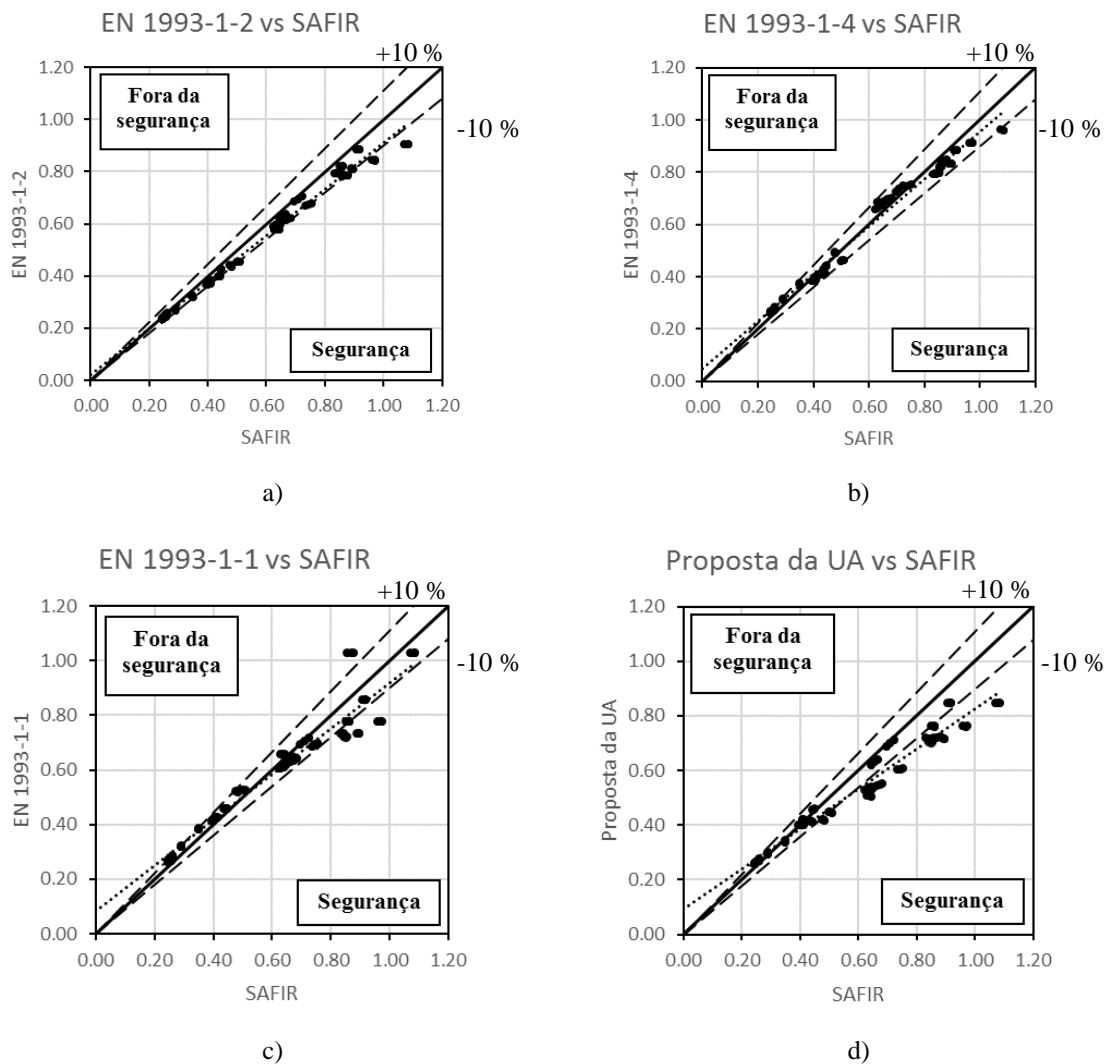 EN 1993-1-2 vs SAFIR
+10 %
-10 %
Fora da
segurança
Segurança
1.20
1.00
0.80
0.60
0.40
0.20
0.00
EN 1993-1-2
0.00 0.20 0.40 0.60 0.80 1.00 1.20
SAFIR
a)
EN 1993-1-4 vs SAFIR
+10 %
-10 %
Fora da
segurança
Segurança
1.20
1.00
0.80
0.60
0.40
0.20
0.00
EN 1993-1-4
0.00 0.20 0.40 0.60 0.80 1.00 1.20
SAFIR
b)
EN 1993-1-1 vs SAFIR
+10 %
-10 %
Fora da
segurança
Segurança
1.20
1.00
0.80
0.60
0.40
0.20
0.00
EN 1993-1-1
0.00 0.20 0.40 0.60 0.80 1.00 1.20
SAFIR
c)
Proposta da UA vs SAFIR
+10 %
-10 %
Fora da
segurança
Segurança
1.20
1.00
0.80
0.60
0.40
0.20
0.00
Proposta da UA
0.00 0.20 0.40 0.60 0.80 1.00 1.20
SAFIR
d)